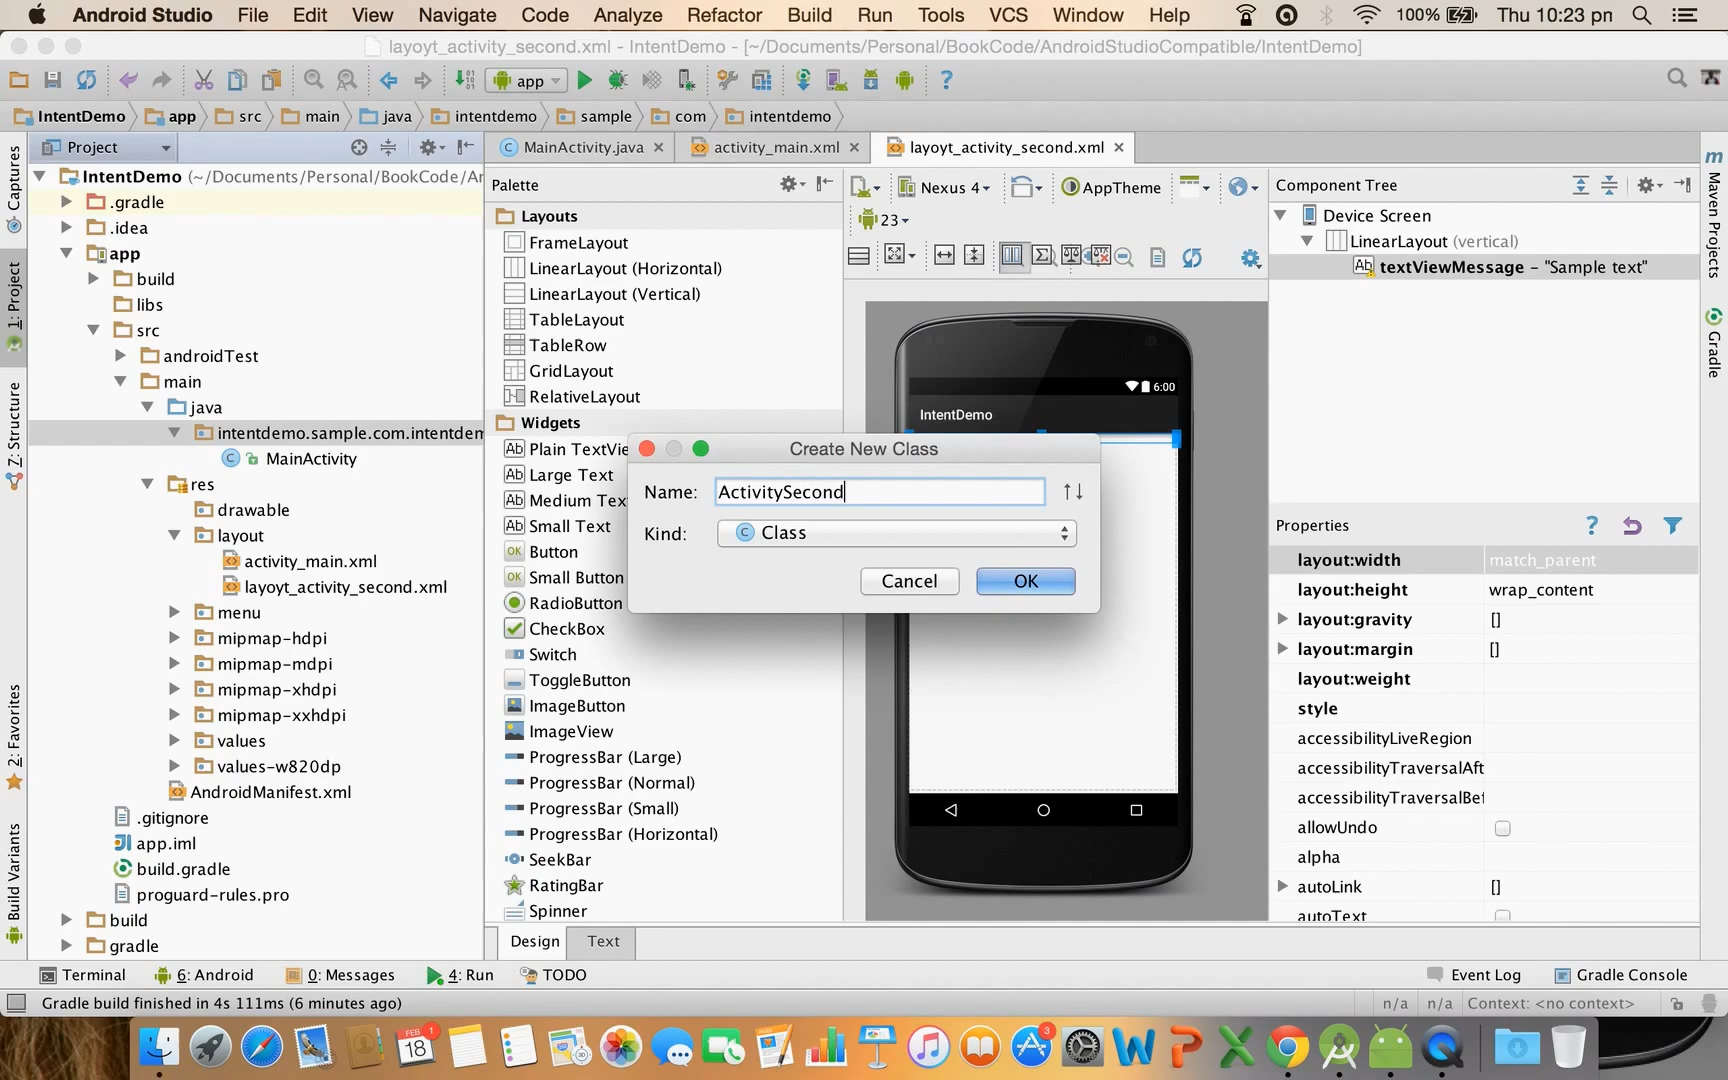 Android Studio File Edit View Navigate Code Analyze Refactor Build Run Tools VCS Window Help 100% Thu 10:23 pn
layoyt_activity_second.xml - IntentDemo - [~/Documents/Personal/BookCode/AndroidStudioCompatible/IntentDemo]
app
IntentDemo app src main java intentdemo sample com intentdemo
Project
MainActivity.java activity_main.xml layoyt_activity_second.xml
Captures
1: Project
7: Structure
2: Favorites
Build Variants
IntentDemo (~/Documents/Personal/BookCode/Ar
.gradle
.idea
app
build
libs
src
androidTest
main
java
intentdemo.sample.com.intentdem
MainActivity
res
drawable
layout
activity_main.xml
layoyt_activity_second.xml
menu
mipmap-hdpi
mipmap-mdpi
mipmap-xhdpi
mipmap-xxhdpi
values
values-w820dp
AndroidManifest.xml
.gitignore
app.iml
build.gradle
proguard-rules.pro
build
gradle
Palette
Layouts
FrameLayout
LinearLayout (Horizontal)
LinearLayout (Vertical)
TableLayout
TableRow
GridLayout
RelativeLayout
Widgets
Plain TextVie
Large Text
Medium Tex
Small Text
Button
Small Button
RadioButton
CheckBox
Switch
ToggleButton
ImageButton
ImageView
ProgressBar (Large)
ProgressBar (Normal)
ProgressBar (Small)
ProgressBar (Horizontal)
SeekBar
RatingBar
Spinner
Design Text
Nexus 4 AppTheme
23
6:00
IntentDemo
Create New Class
Name: ActivitySecond
Kind: Class
Cancel OK
Component Tree
Device Screen
LinearLayout (vertical)
textViewMessage - "Sample text"
Properties
layout:width match_parent
layout:height wrap_content
layout:gravity []
layout:margin []
layout:weight
style
accessibilityLiveRegion
accessibilityTraversalAft
accessibilityTraversalBef
allowUndo
alpha
autoLink []
autoText
Maven Projects
Gradle
Terminal 6: Android 0: Messages 4: Run TODO Event Log Gradle Console
Gradle build finished in 4s 111ms (6 minutes ago) n/a n/a Context: <no context>
FEB 18 1
3